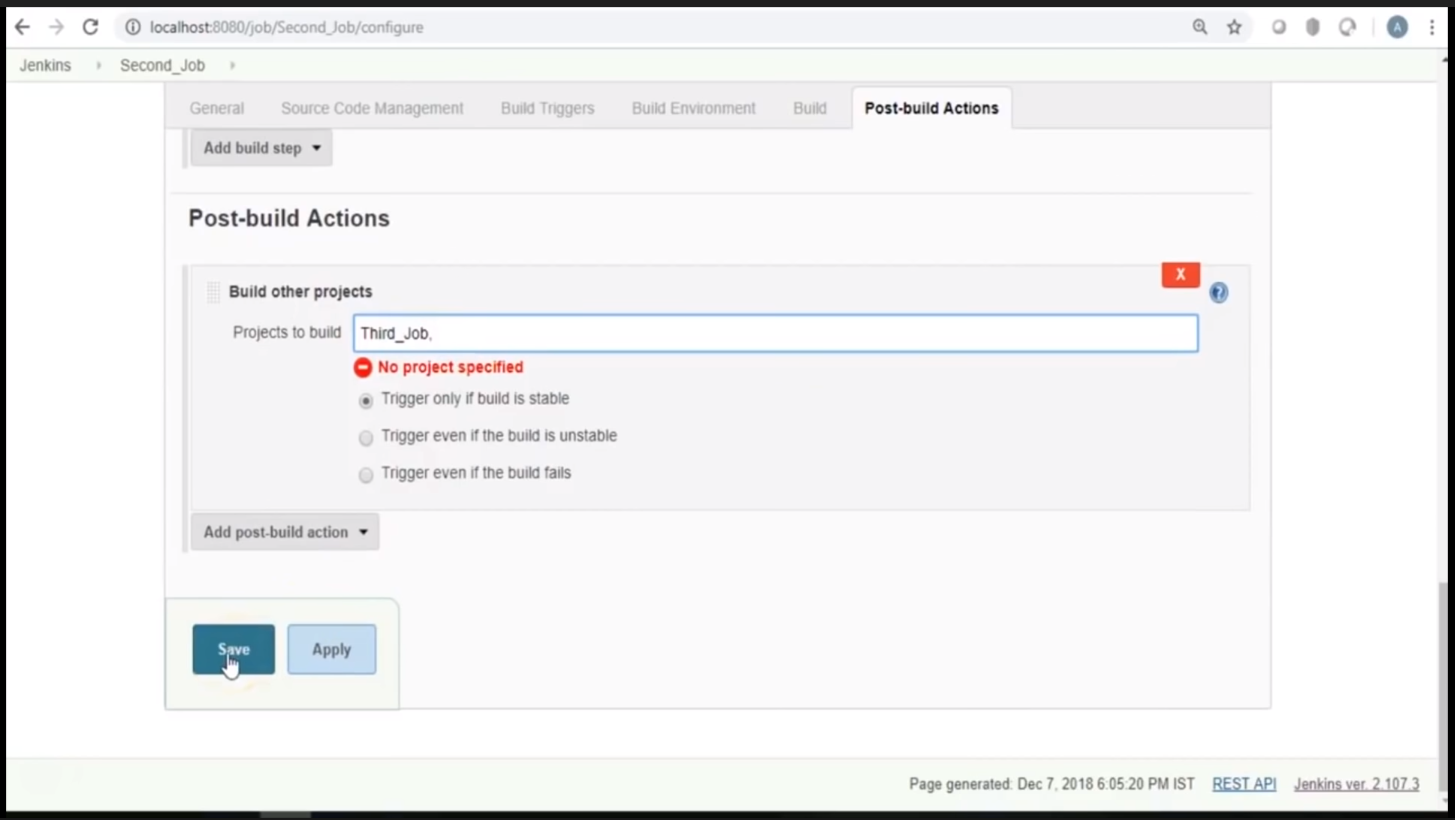 localhost:8080/job/Second_Job/configure
A
Jenkins Second_Job
General Source Code Management Build Triggers Build Environment Build Post-build Actions
Add build step
Post-build Actions
X
Build other projects
?
Projects to build Third_Job,
No project specified
Trigger only if build is stable
Trigger even if the build is unstable
Trigger even if the build fails
Add post-build action
Save Apply
Page generated: Dec 7, 2018 6:05:20 PM IST REST API Jenkins ver. 2.107.3